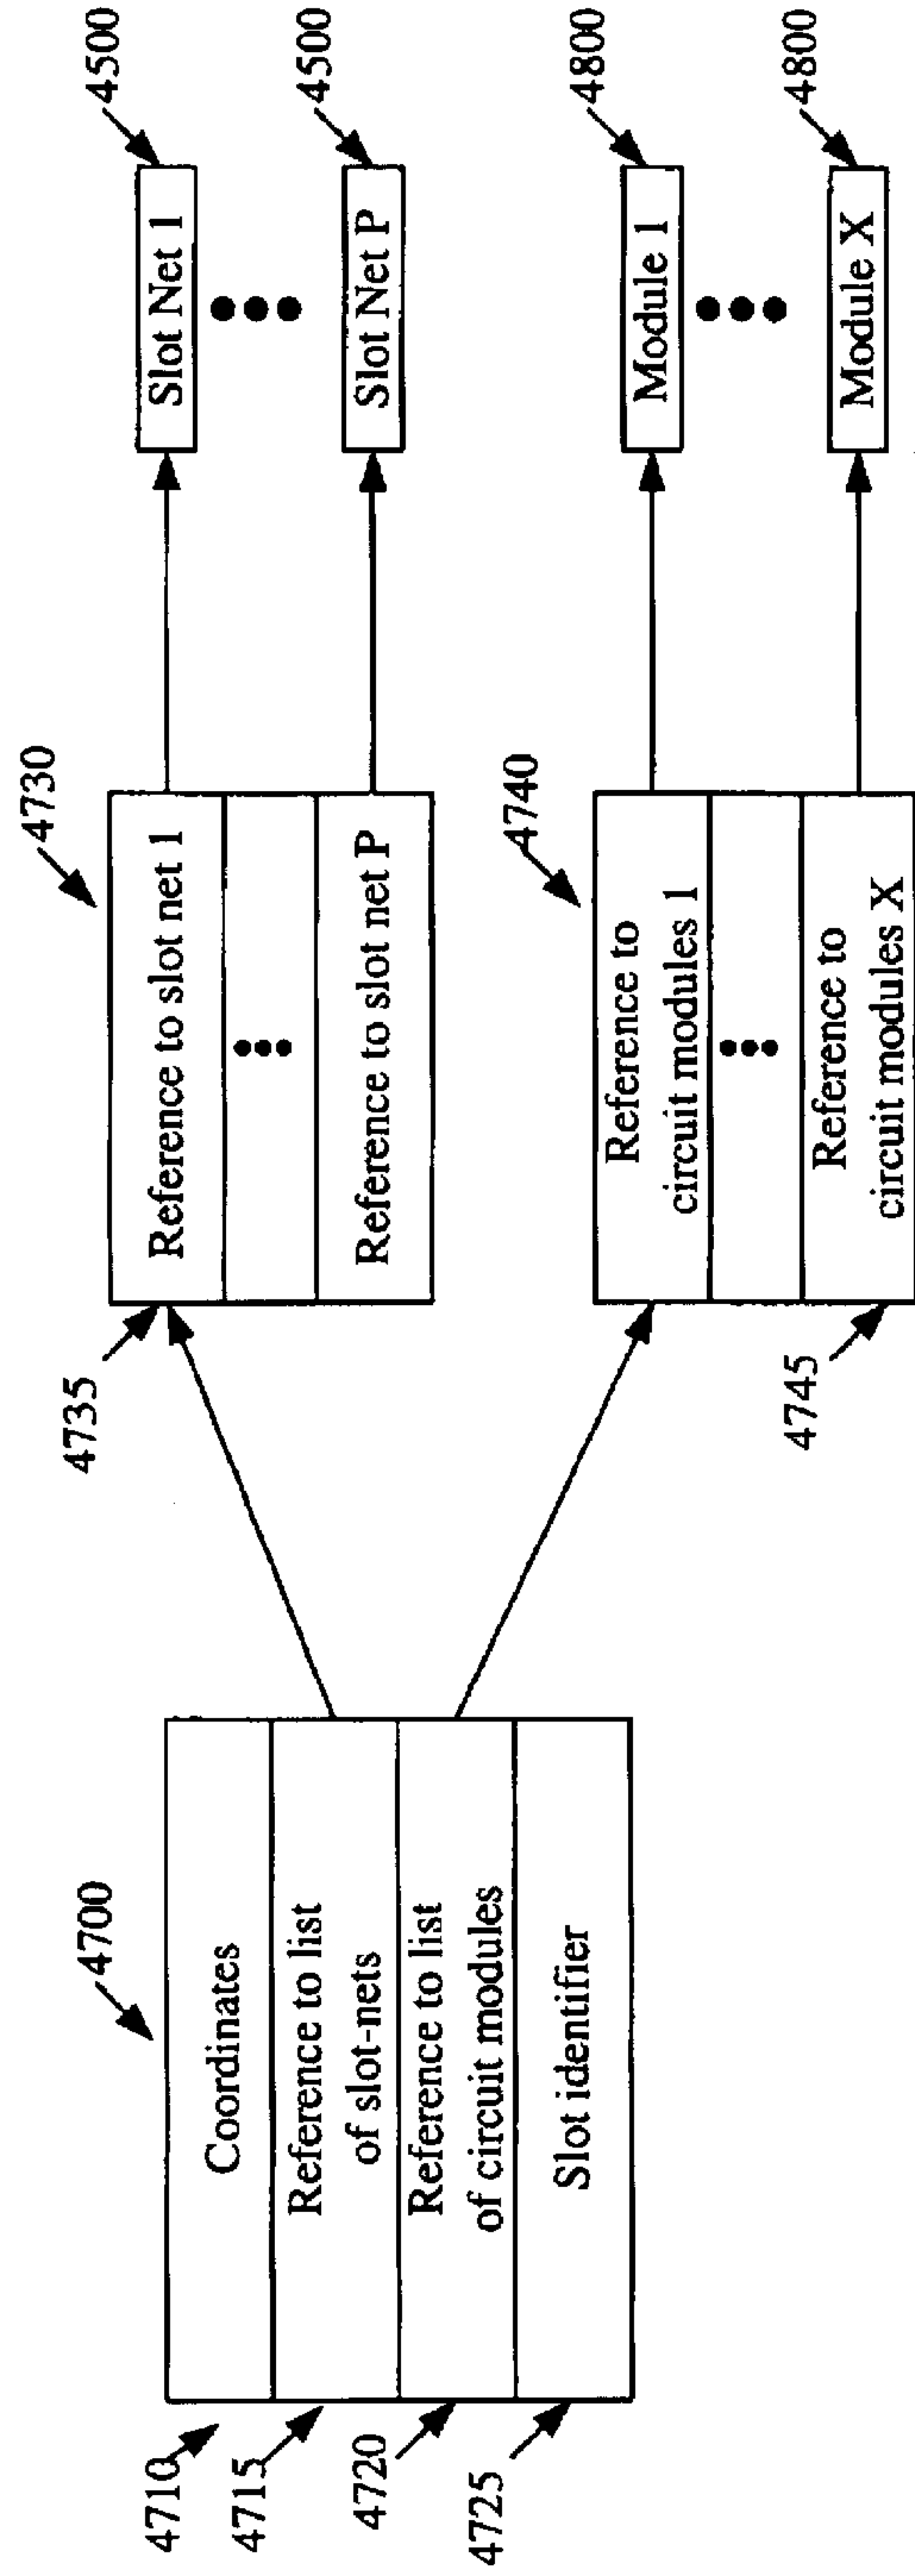 4700
4710
Coordinates
4715
Reference to list
of slot-nets
4720
Reference to list
of circuit modules
4725
Slot identifier
4730
4735
Reference to slot net 1
Reference to slot net P
4740
Reference to
circuit modules 1
4745
Reference to
circuit modules X
4500
Slot Net 1
4500
Slot Net P
4800
Module 1
4800
Module X